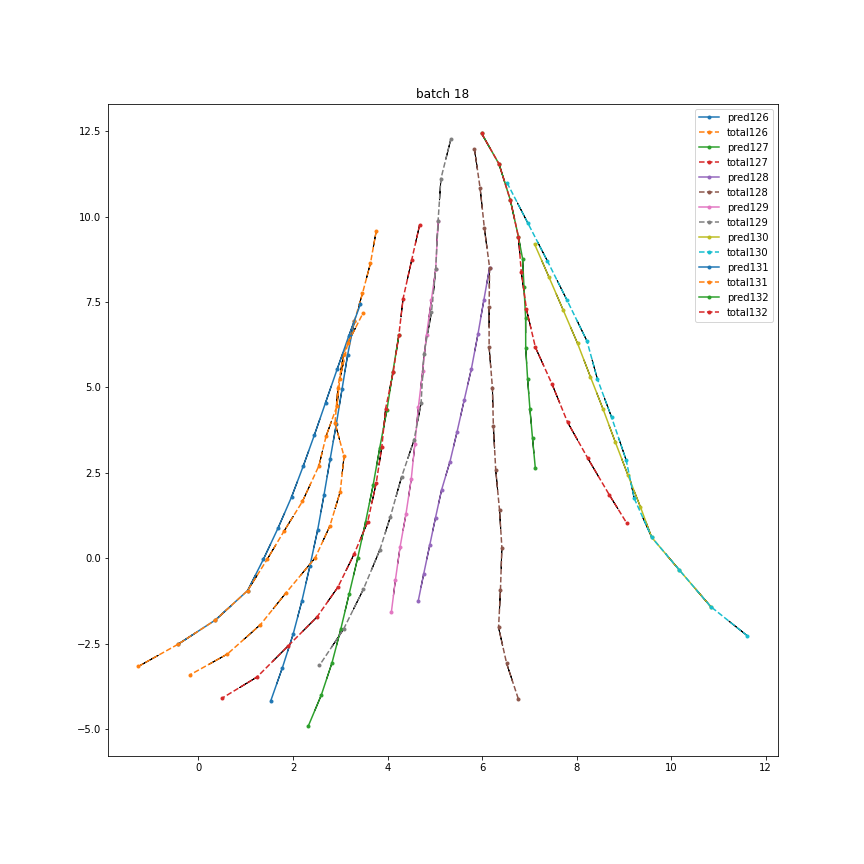 batch 18
pred126
total126
pred127
total127
pred128
total128
pred129
total129
pred130
total130
pred131
total131
pred132
total132
12.5
10.0
7.5
5.0
2.5
0.0
−2.5
−5.0
0 2 4 6 8 10 12